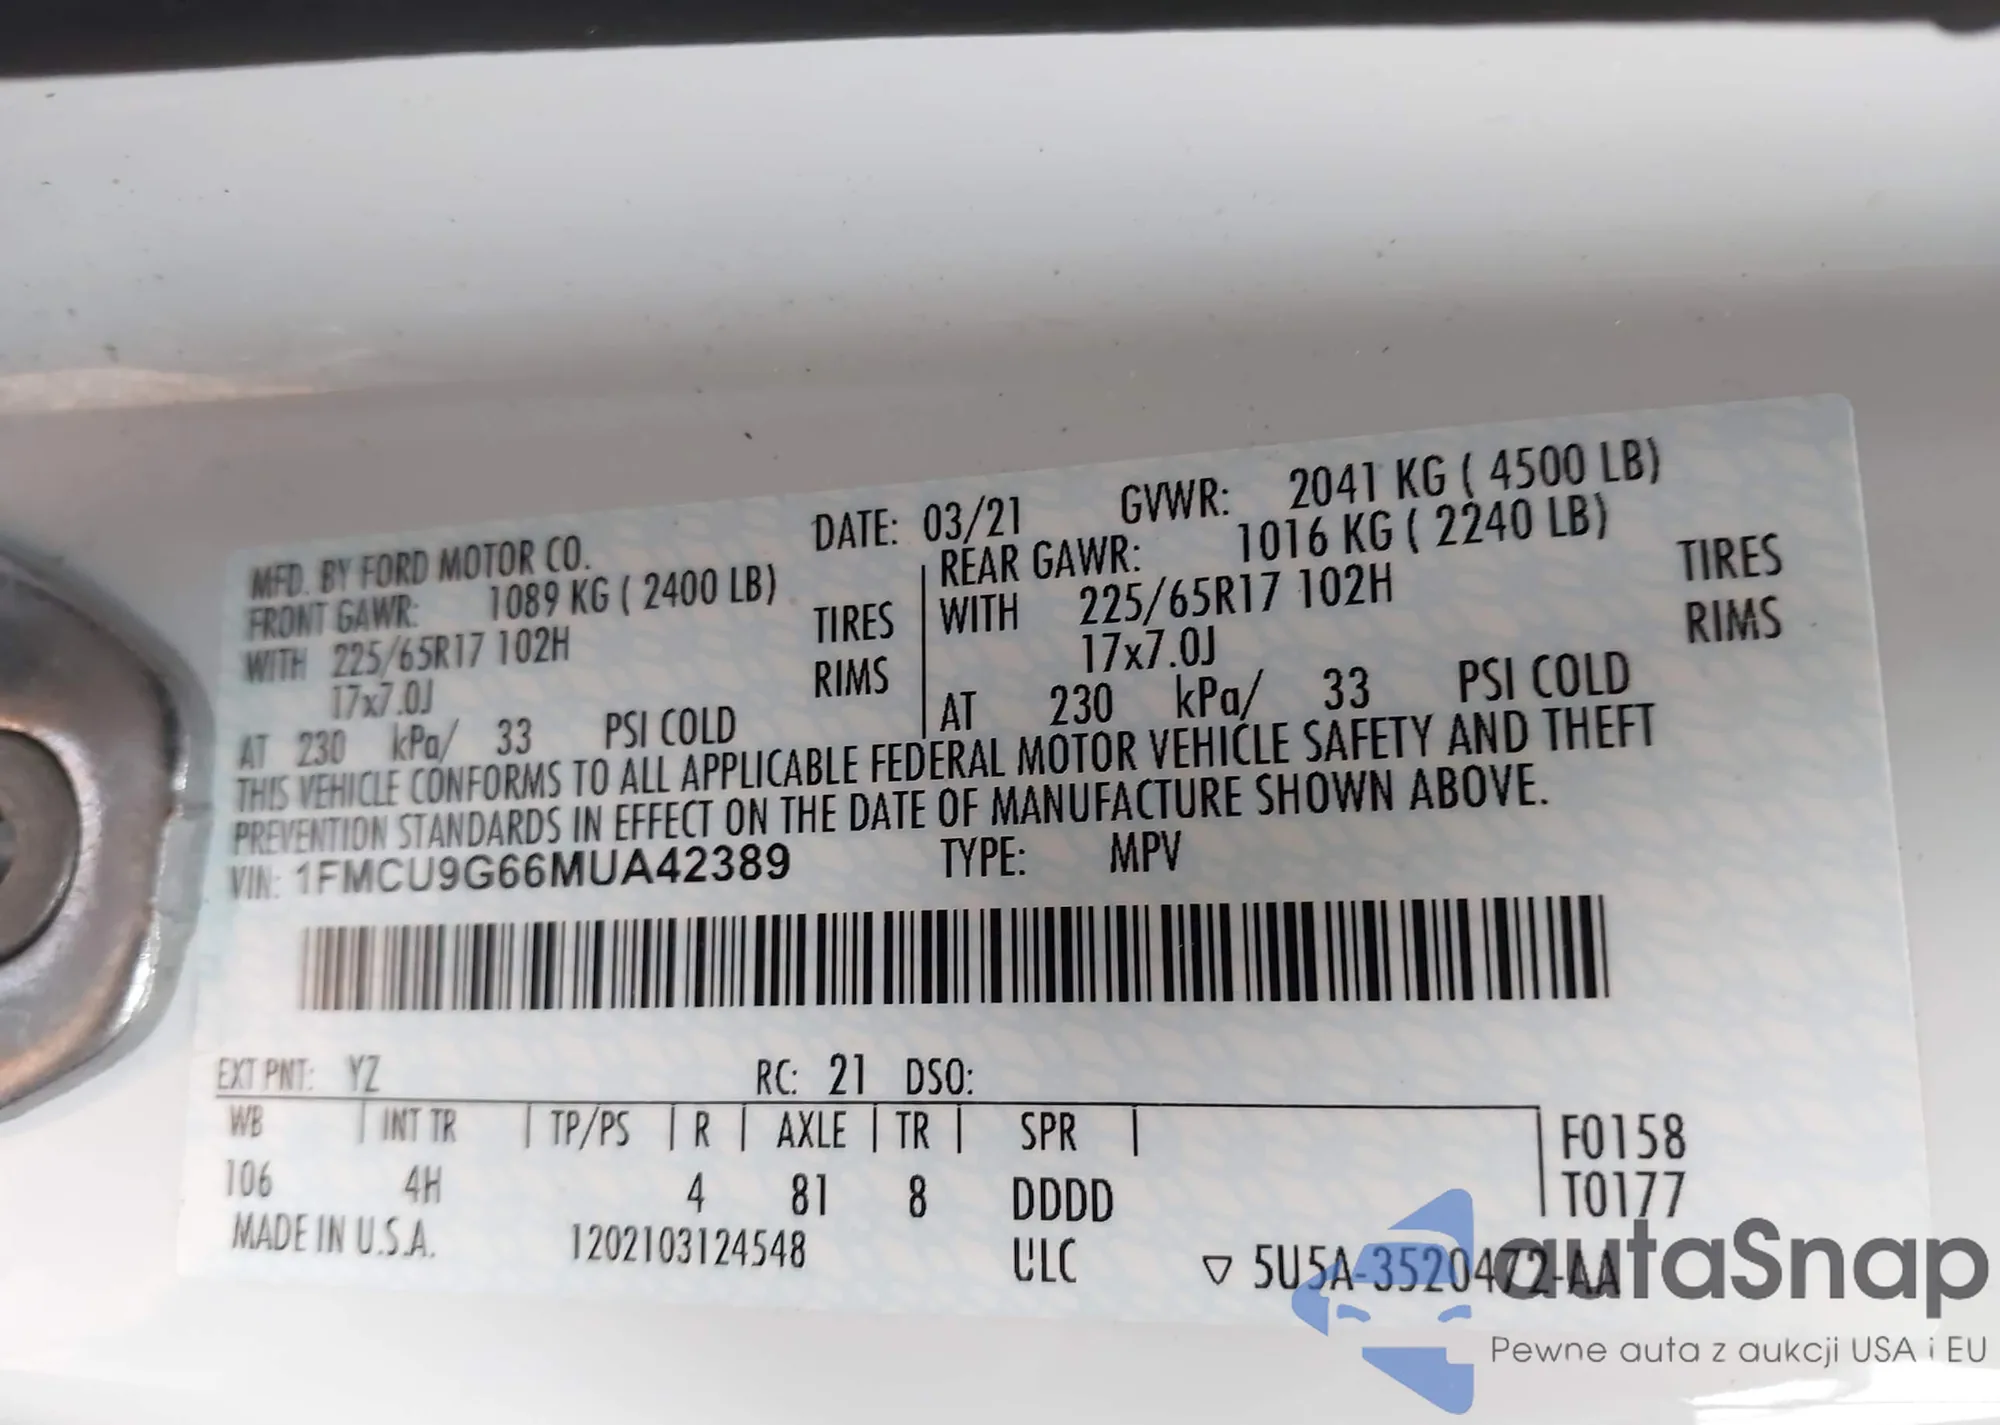 MFD. BY FORD MOTOR CO. DATE: 03/21 GVWR: 2041 KG ( 4500 LB)
FRONT GAWR: 1089 KG ( 2400 LB) REAR GAWR: 1016 KG ( 2240 LB)
WITH 225/65R17 102H TIRES WITH 225/65R17 102H TIRES
17x7.0J RIMS 17x7.0J RIMS
AT 230 kPa/ 33 PSI COLD AT 230 kPa/ 33 PSI COLD
THIS VEHICLE CONFORMS TO ALL APPLICABLE FEDERAL MOTOR VEHICLE SAFETY AND THEFT
PREVENTION STANDARDS IN EFFECT ON THE DATE OF MANUFACTURE SHOWN ABOVE.
VIN: 1FMCU9G66MUA42389 TYPE: MPV
EXT PNT: YZ RC: 21 DSO:
WB INT TR TP/PS R AXLE TR SPR F0158
106 4H 4 81 8 DDDD T0177
MADE IN U.S.A. 1202103124548 ULC ▽ 5U5A-3520472-AA
autaSnap
Pewne auta z aukcji USA i EU